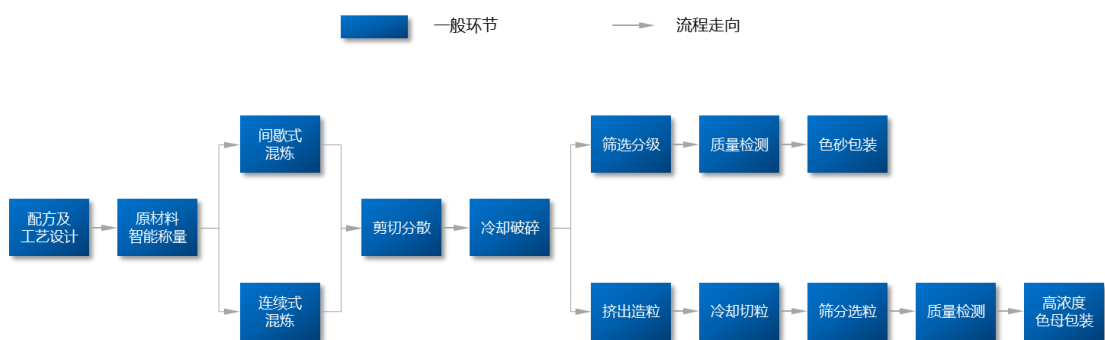 一般环节
流程走向
间歇式
混炼
筛选分级
质量检测
色砂包装
配方及
工艺设计
原材料
智能称量
剪切分散
冷却破碎
连续式
混炼
挤出造粒
冷却切粒
筛分选粒
质量检测
高浓度
色母包装